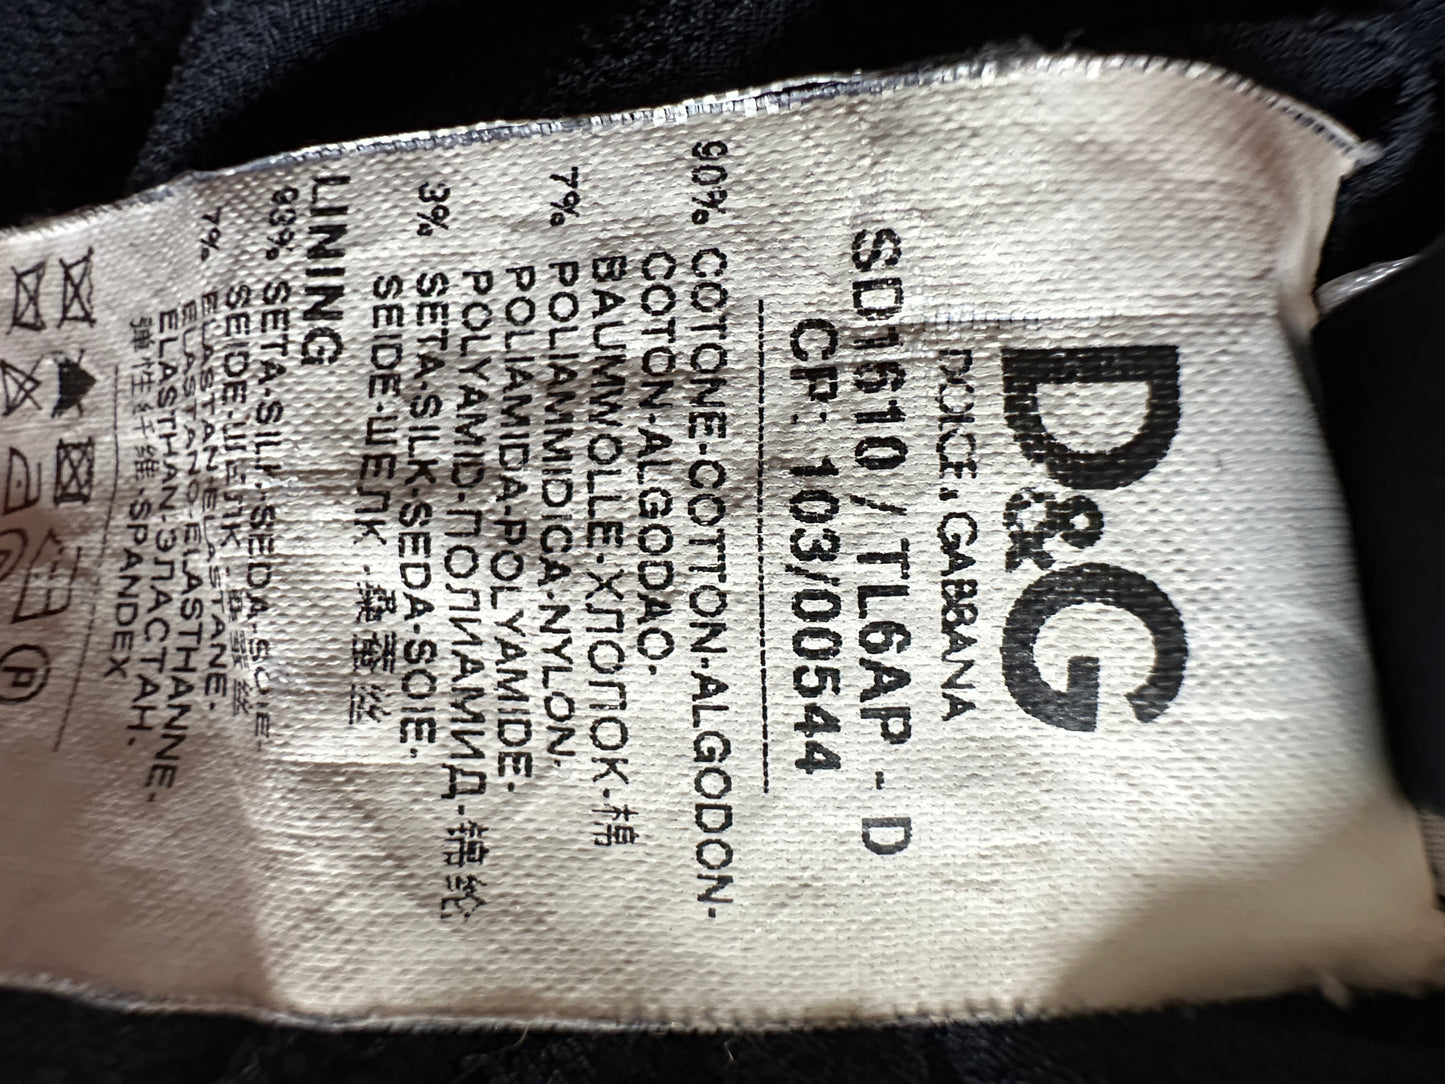 D&G
DOLCE & GABBANA
SD1610/TL6AP - D
CP: 103/00544
90% COTONE-COTTON-ALGODON-
COTON-ALGODAO-
BAUMWOLLE-ХЛОПОК-棉
7% POLIAMMIDICA-NYLON-
POLIAMIDA-POLYAMIDE-
POLYAMID-ПОЛИАМИД-锦纶
3% SETA-SILK-SEDA-SOIE-
SEIDE-ШЕЛК-桑蚕丝
LINING
93% SETA-SILK-SEDA-SOIE-
SEIDE-ШЕЛК-桑蚕丝
7% ELASTAN-ELASTANE-
ELASTANO-ELASTHANNE-
ELASTHAN-ЭЛАСТАН-
弹性纤维-SPANDEX
P